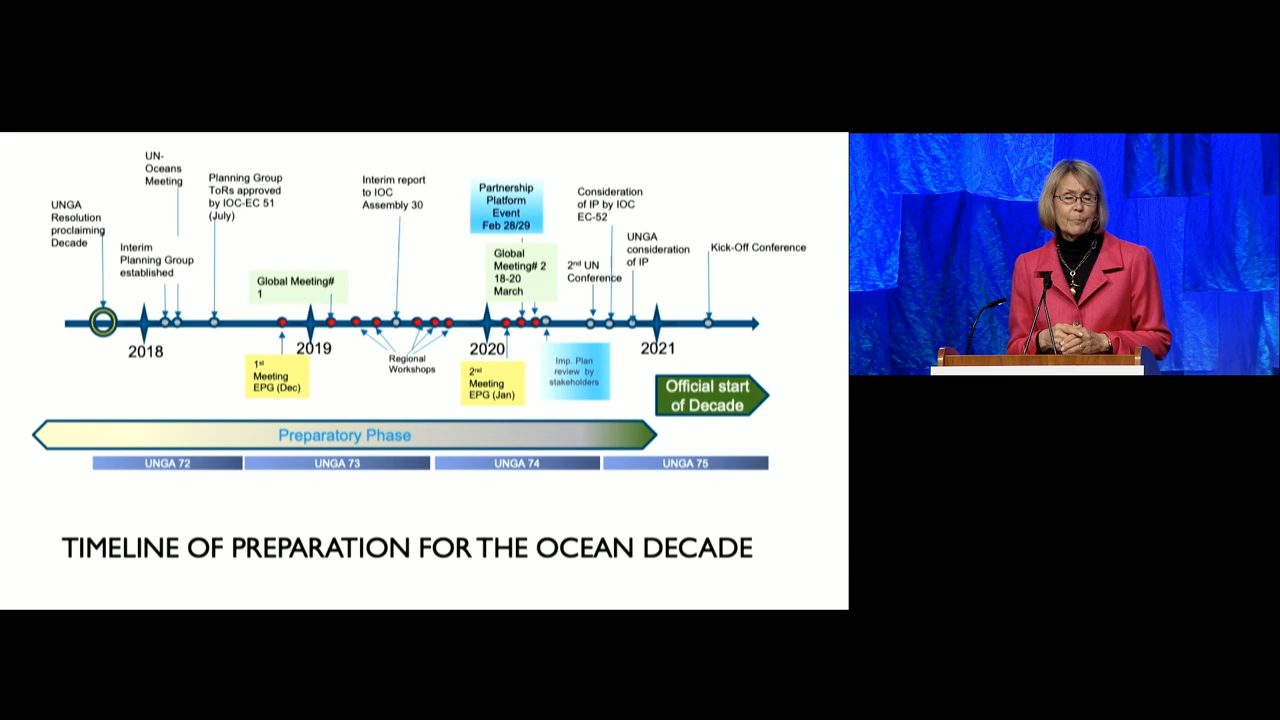 UN-
Oceans
Meeting
UNGA
Resolution
proclaiming
Decade
Interim
Planning Group
established
Planning Group
ToRs approved
by IOC-EC 51
(July)
Global Meeting#
1
Interim report
to IOC
Assembly 30
Partnership
Platform
Event
Feb 28/29
Global
Meeting# 2
18-20
March
Consideration
of IP by IOC
EC-52
2nd UN
Conference
UNGA
consideration
of IP
Kick-Off Conference
2018
2019
2020
2021
1st
Meeting
EPG (Dec)
Regional
Workshops
2nd
Meeting
EPG (Jan)
Imp. Plan
review by
stakeholders
Official start
of Decade
Preparatory Phase
UNGA 72
UNGA 73
UNGA 74
UNGA 75
TIMELINE OF PREPARATION FOR THE OCEAN DECADE